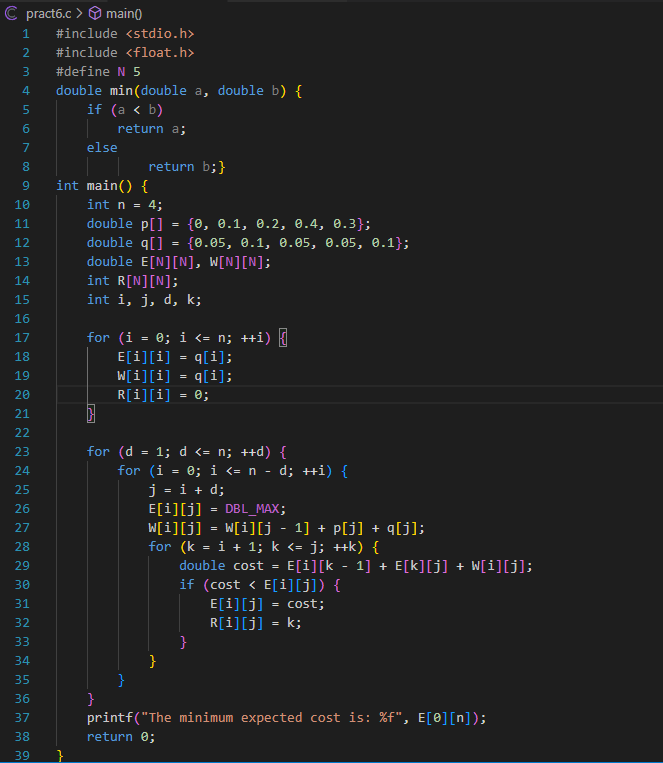 pract6.c > main()
1 #include <stdio.h>
2 #include <float.h>
3 #define N 5
4 double min(double a, double b) {
5     if (a < b)
6         return a;
7     else
8             return b;}
9 int main() {
10     int n = 4;
11     double p[] = {0, 0.1, 0.2, 0.4, 0.3};
12     double q[] = {0.05, 0.1, 0.05, 0.05, 0.1};
13     double E[N][N], W[N][N];
14     int R[N][N];
15     int i, j, d, k;
16
17     for (i = 0; i <= n; ++i) {
18         E[i][i] = q[i];
19         W[i][i] = q[i];
20         R[i][i] = 0;
21     }
22
23     for (d = 1; d <= n; ++d) {
24         for (i = 0; i <= n - d; ++i) {
25             j = i + d;
26             E[i][j] = DBL_MAX;
27             W[i][j] = W[i][j - 1] + p[j] + q[j];
28             for (k = i + 1; k <= j; ++k) {
29                 double cost = E[i][k - 1] + E[k][j] + W[i][j];
30                 if (cost < E[i][j]) {
31                     E[i][j] = cost;
32                     R[i][j] = k;
33                 }
34             }
35         }
36     }
37     printf("The minimum expected cost is: %f", E[0][n]);
38     return 0;
39 }